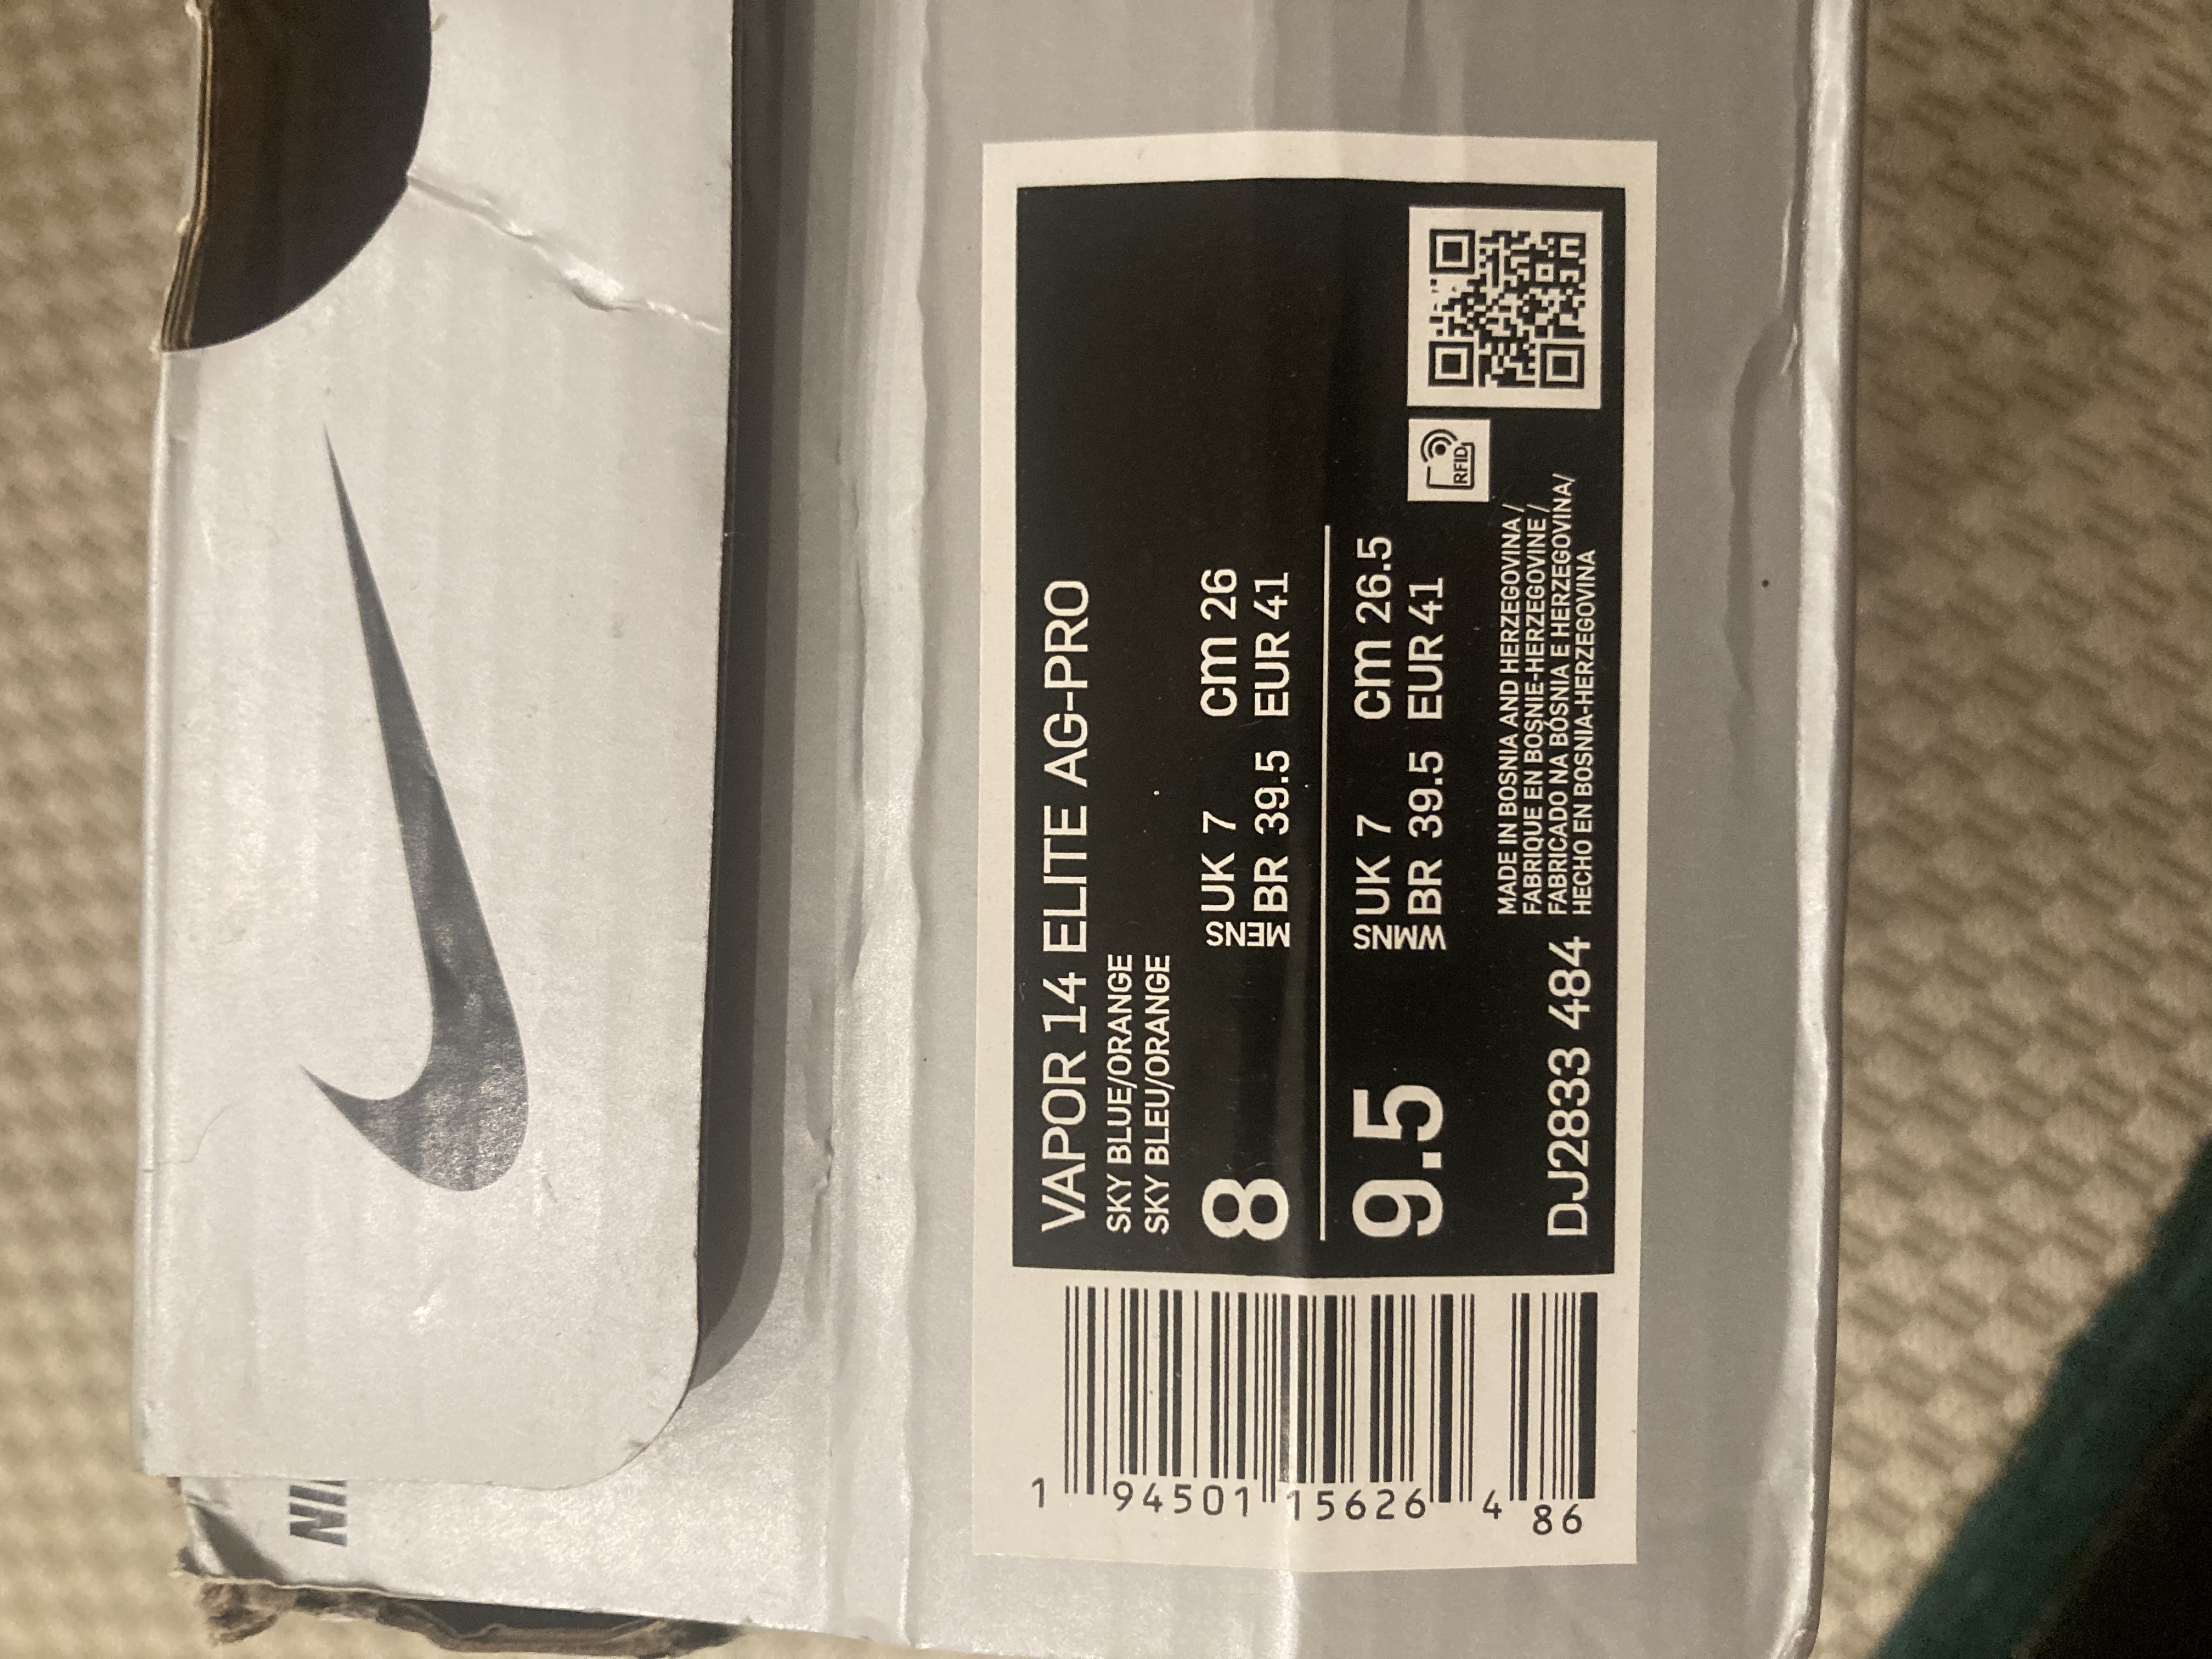 VAPOR 14 ELITE AG-PRO
SKY BLUE/ORANGE
SKY BLEU/ORANGE
8
MENS
UK 7 cm 26
BR 39.5 EUR 41
9.5
WMNS
UK 7 cm 26.5
BR 39.5 EUR 41
RFID
DJ2833 484
MADE IN BOSNIA AND HERZEGOVINA /
FABRIQUE EN BOSNIE-HERZEGOVINE /
FABRICADO NA BÓSNIA E HERZEGOVINA/
HECHO EN BOSNIA-HERZEGOVINA
1 94501 15626 4
86